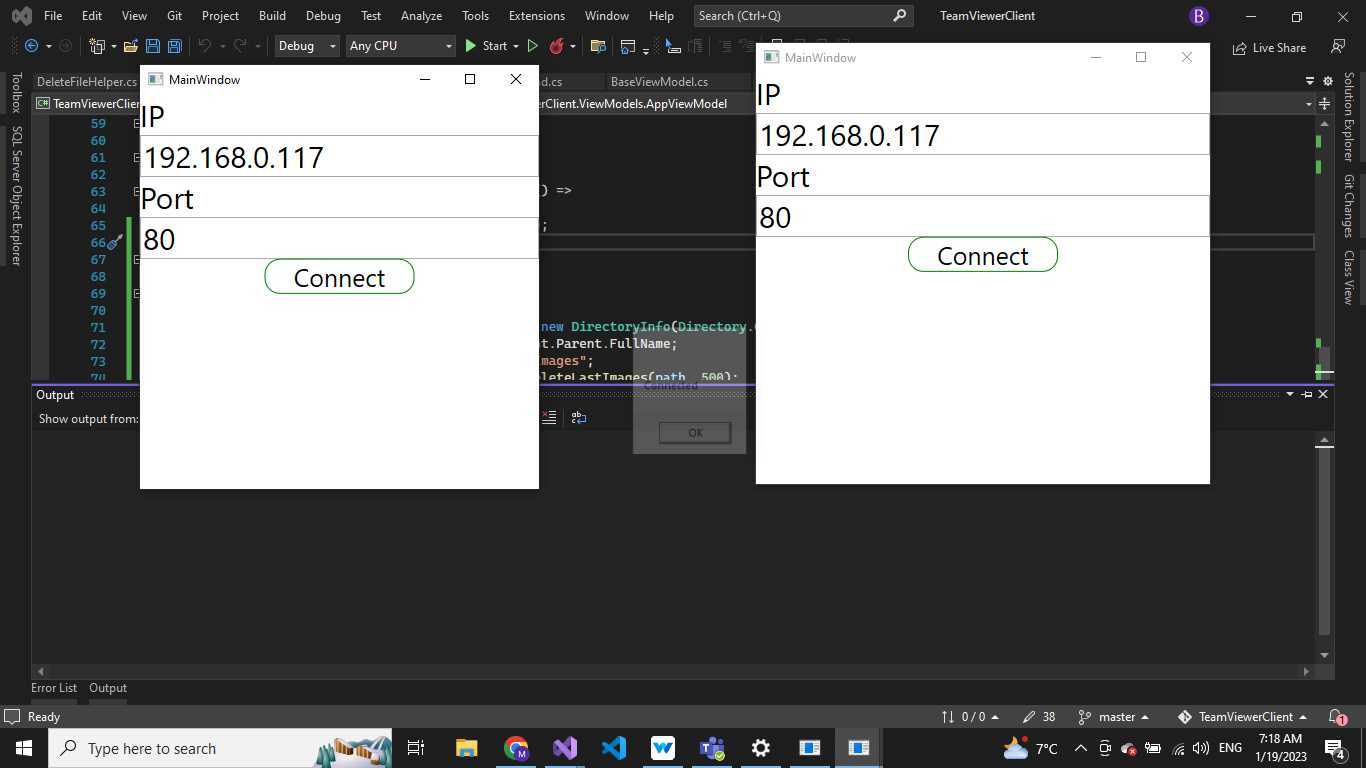 File Edit View Git Project Build Debug Test Analyze Tools Extensions Window Help Search (Ctrl+Q) TeamViewerClient B
Debug Any CPU Start Live Share
DeleteFileHelper.cs d.cs BaseViewModel.cs
C# TeamViewerClie erClient.ViewModels.AppViewModel
Toolbox
SQL Server Object Explorer
Solution Explorer
Git Changes
Class View
59
60
61
62
63 ) =>
64
65 ;
66
67
68
69
70
71 new DirectoryInfo(Directory.
72 t.Parent.FullName;
73 mages";
74 eleteLastImages(path, 500);
MainWindow
IP
192.168.0.117
Port
80
Connect
MainWindow
IP
192.168.0.117
Port
80
Connect
Connected
OK
Output
Show output from:
Error List Output
Ready 0 / 0 38 master TeamViewerClient 1
Type here to search 7°C ENG 7:18 AM
1/19/2023 4